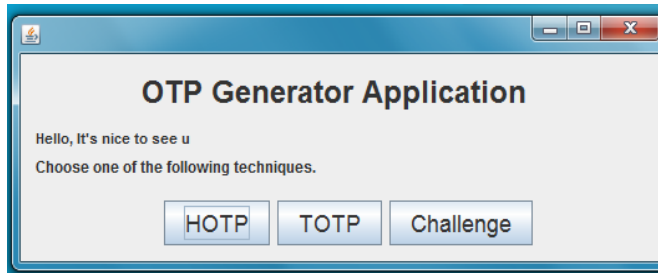 OTP Generator Application
Hello, It's nice to see u
Choose one of the following techniques.
HOTP TOTP Challenge